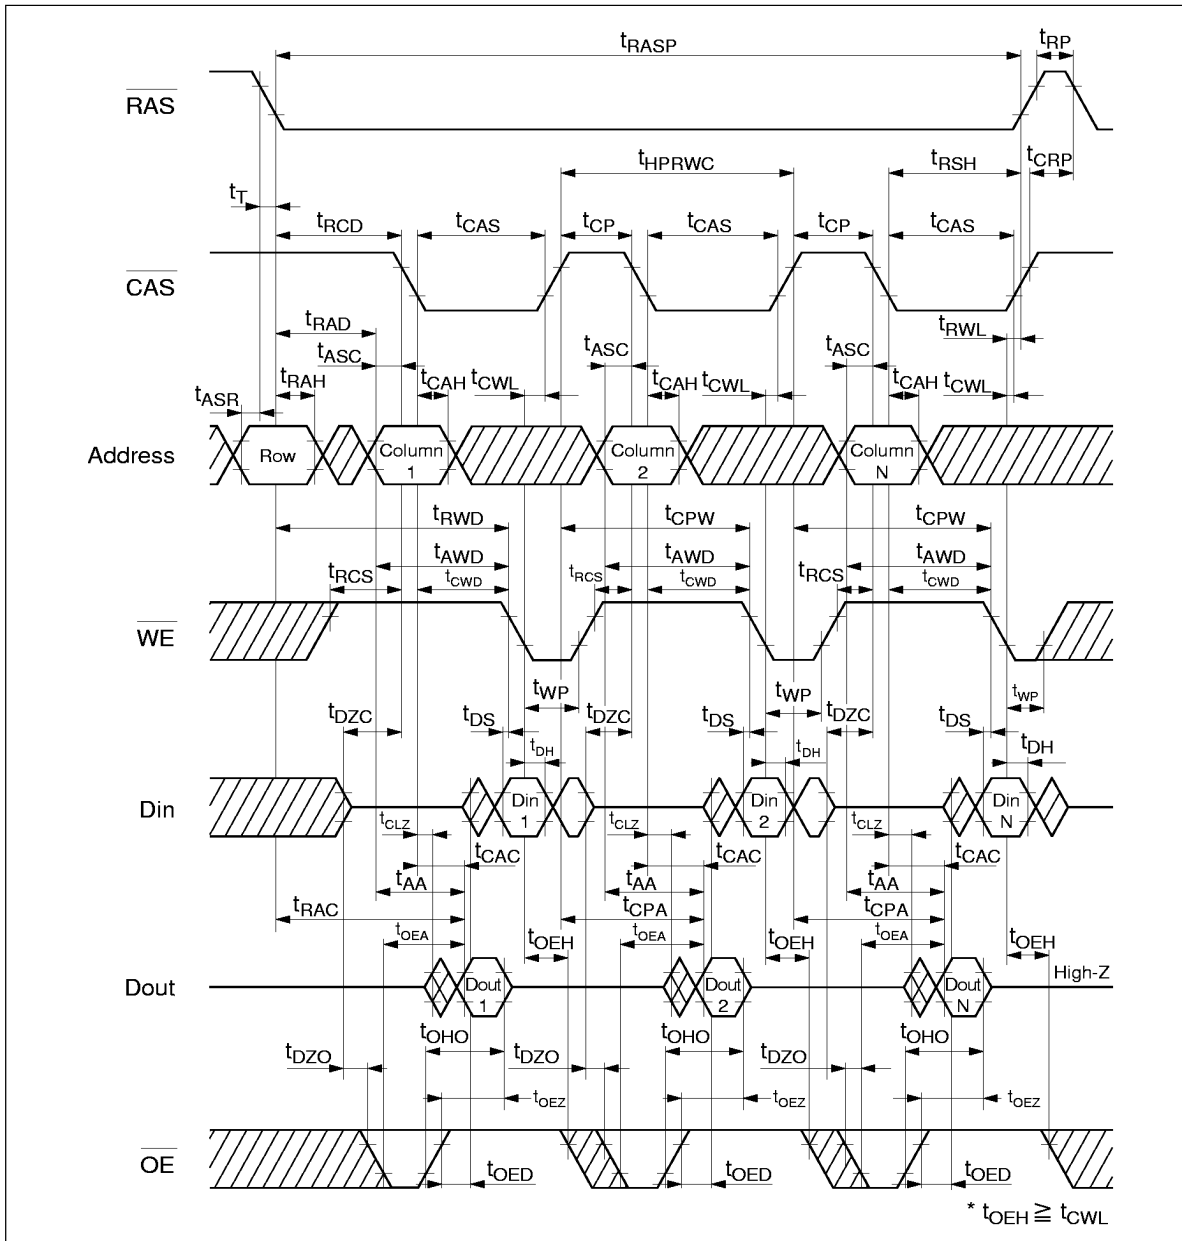 tRASP tRP
RAS
tHPRWC tRSH tCRP
tT tRCD tCAS tCP tCAS tCP tCAS
CAS
tRAD tRWL
tASC tASC tASC
tRAH tCAH tCWL tCAH tCWL tCAH tCWL
tASR
Address Row Column 1 Column 2 Column N
tRWD tCPW tCPW
tAWD tAWD tAWD
tRCS tCWD tRCS tCWD tRCS tCWD
WE
tWP tWP tWP
tDZC tDS tDZC tDS tDZC tDS
tDH tDH tDH
Din Din 1 Din 2 Din N
tCLZ tCLZ tCLZ
tCAC tCAC tCAC
tAA tAA tAA
tRAC tCPA tCPA
tOEA tOEH tOEA tOEH tOEA tOEH
Dout Dout 1 Dout 2 Dout N High-Z
tOHO tOHO tOHO
tDZO tDZO tDZO
tOEZ tOEZ tOEZ
OE
tOED tOED tOED
* tOEH ≧ tCWL